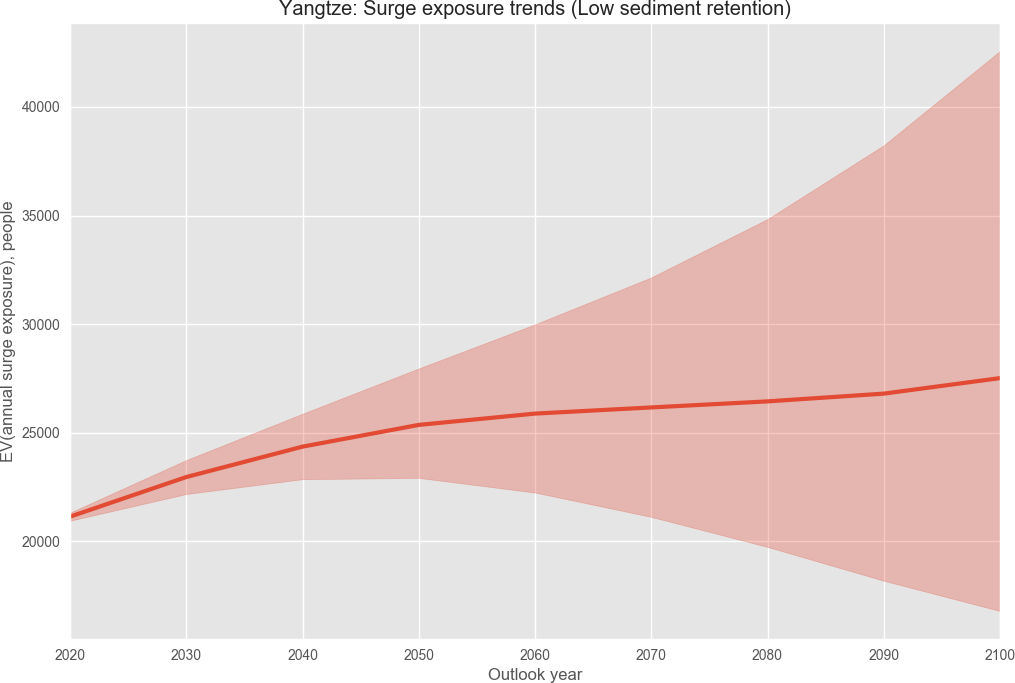 Yangtze: Surge exposure trends (Low sediment retention)
EV(annual surge exposure), people
40000
35000
30000
25000
20000
2020 2030 2040 2050 2060 2070 2080 2090 2100
Outlook year